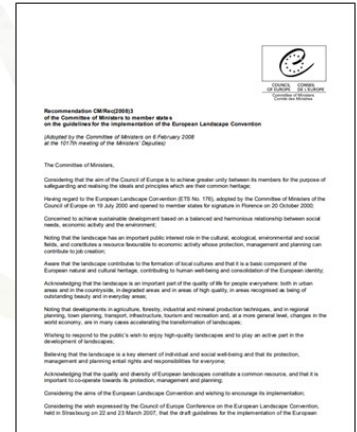 COUNCIL CONSEIL
OF EUROPE DE L'EUROPE
Committee of Ministers
Comité des Ministres
Recommendation CM/Rec(2008)3
of the Committee of Ministers to member states
on the guidelines for the implementation of the European Landscape Convention
(Adopted by the Committee of Ministers on 6 February 2008
at the 1017th meeting of the Ministers' Deputies)
The Committee of Ministers,
Considering that the aim of the Council of Europe is to achieve greater unity between its members for the purpose of
safeguarding and realising the ideals and principles which are their common heritage;
Having regard to the European Landscape Convention (ETS No. 176), adopted by the Committee of Ministers of the
Council of Europe on 19 July 2000 and opened to member states for signature in Florence on 20 October 2000;
Concerned to achieve sustainable development based on a balanced and harmonious relationship between social
needs, economic activity and the environment;
Noting that the landscape has an important public interest role in the cultural, ecological, environmental and social
fields, and constitutes a resource favourable to economic activity whose protection, management and planning can
contribute to job creation;
Aware that the landscape contributes to the formation of local cultures and that it is a basic component of the
European natural and cultural heritage, contributing to human well-being and consolidation of the European identity;
Acknowledging that the landscape is an important part of the quality of life for people everywhere: both in urban
areas and in the countryside, in degraded areas and in areas of high quality, in areas recognised as being of
outstanding beauty and in everyday areas;
Noting that developments in agriculture, forestry, industrial and mineral production techniques, and in regional
planning, town planning, transport, infrastructure, tourism and recreation and, at a more general level, changes in the
world economy, are in many cases accelerating the transformation of landscapes;
Wishing to respond to the public's wish to enjoy high-quality landscapes and to play an active part in the
development of landscapes;
Believing that the landscape is a key element of individual and social well-being and that its protection,
management and planning entail rights and responsibilities for everyone;
Acknowledging that the quality and diversity of European landscapes constitute a common resource, and that it is
important to co-operate towards its protection, management and planning;
Considering the aims of the European Landscape Convention and wishing to encourage its implementation;
Considering the wish expressed by the Council of Europe Conference on the European Landscape Convention,
held in Strasbourg on 22 and 23 March 2007, that the draft guidelines for the implementation of the European